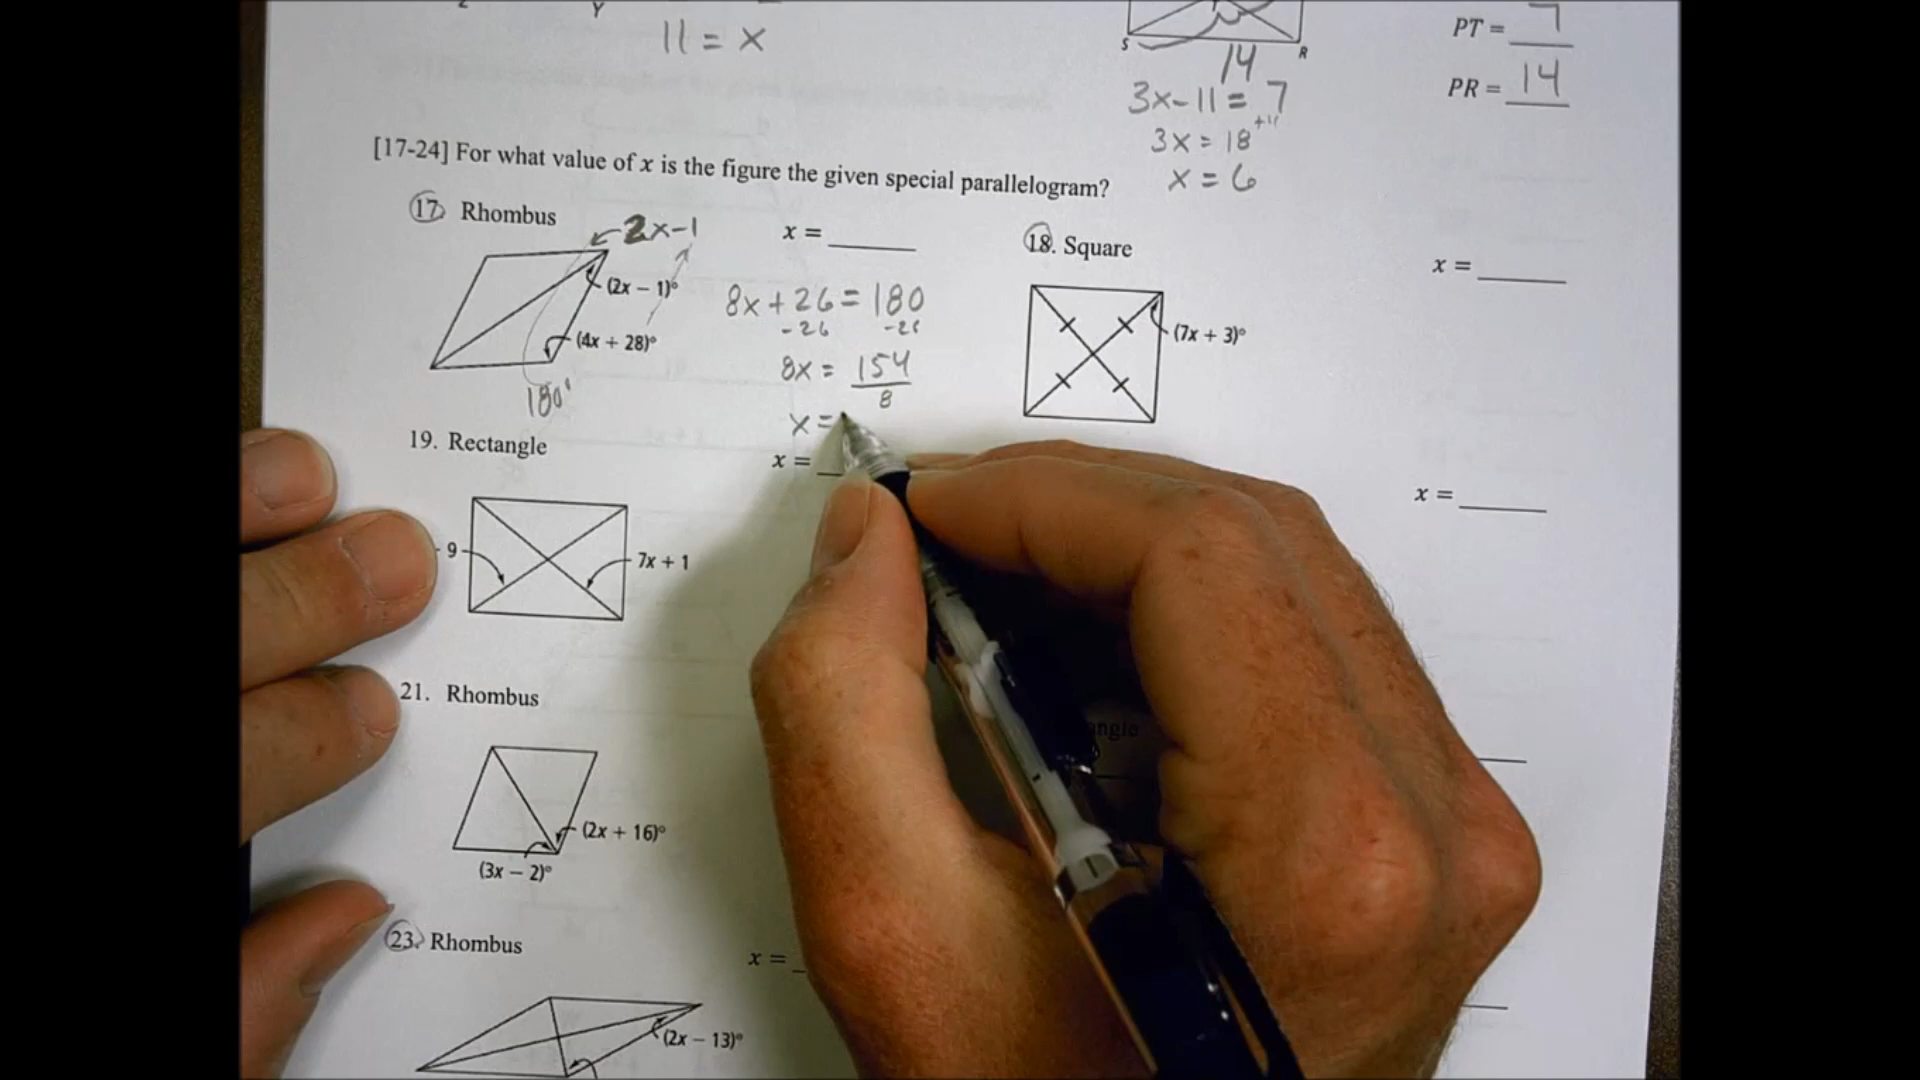 Y
11 = x
S
R
14
3x-11 = 7
+11
3x = 18
x = 6
PT = 7
PR = 14
[17-24] For what value of x is the figure the given special parallelogram?
17. Rhombus
2x-1
x =
(2x – 1)°
(4x + 28)°
180°
8x + 26 = 180
-26 -26
8x = 154
8
x =
18. Square
x =
(7x + 3)°
19. Rectangle
x =
9
7x + 1
x =
21. Rhombus
(2x + 16)°
(3x – 2)°
angle
23. Rhombus
x =
(2x – 13)°